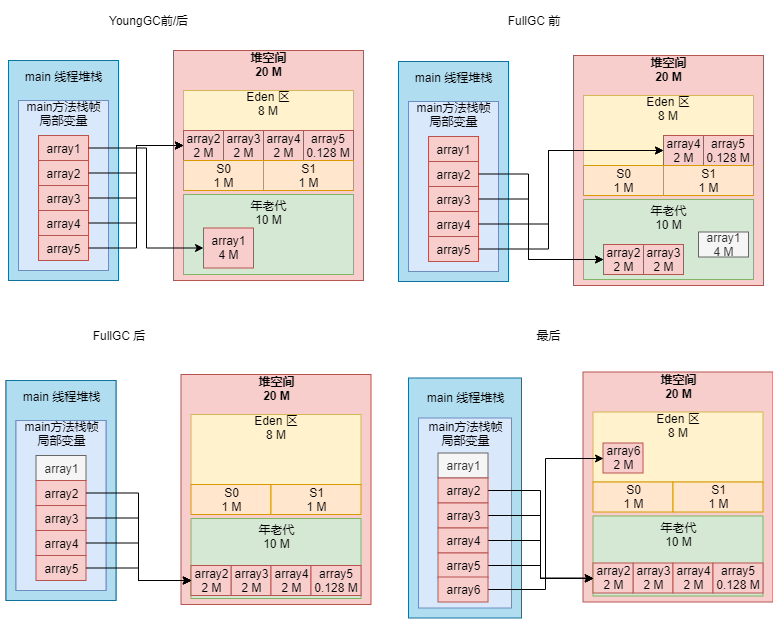 YoungGC前/后
main 线程堆栈
main方法栈帧
局部变量
array1
array2
array3
array4
array5
堆空间
20 M
Eden 区
8 M
array2
2 M
array3
2 M
array4
2 M
array5
0.128 M
S0
1 M
S1
1 M
年老代
10 M
array1
4 M
FullGC 前
main 线程堆栈
main方法栈帧
局部变量
array1
array2
array3
array4
array5
堆空间
20 M
Eden 区
8 M
array4
2 M
array5
0.128 M
S0
1 M
S1
1 M
年老代
10 M
array1
4 M
array2
2 M
array3
2 M
FullGC 后
main 线程堆栈
main方法栈帧
局部变量
array1
array2
array3
array4
array5
堆空间
20 M
Eden 区
8 M
S0
1 M
S1
1 M
年老代
10 M
array2
2 M
array3
2 M
array4
2 M
array5
0.128 M
最后
main 线程堆栈
main方法栈帧
局部变量
array1
array2
array3
array4
array5
array6
堆空间
20 M
Eden 区
8 M
array6
2 M
S0
1 M
S1
1 M
年老代
10 M
array2
2 M
array3
2 M
array4
2 M
array5
0.128 M